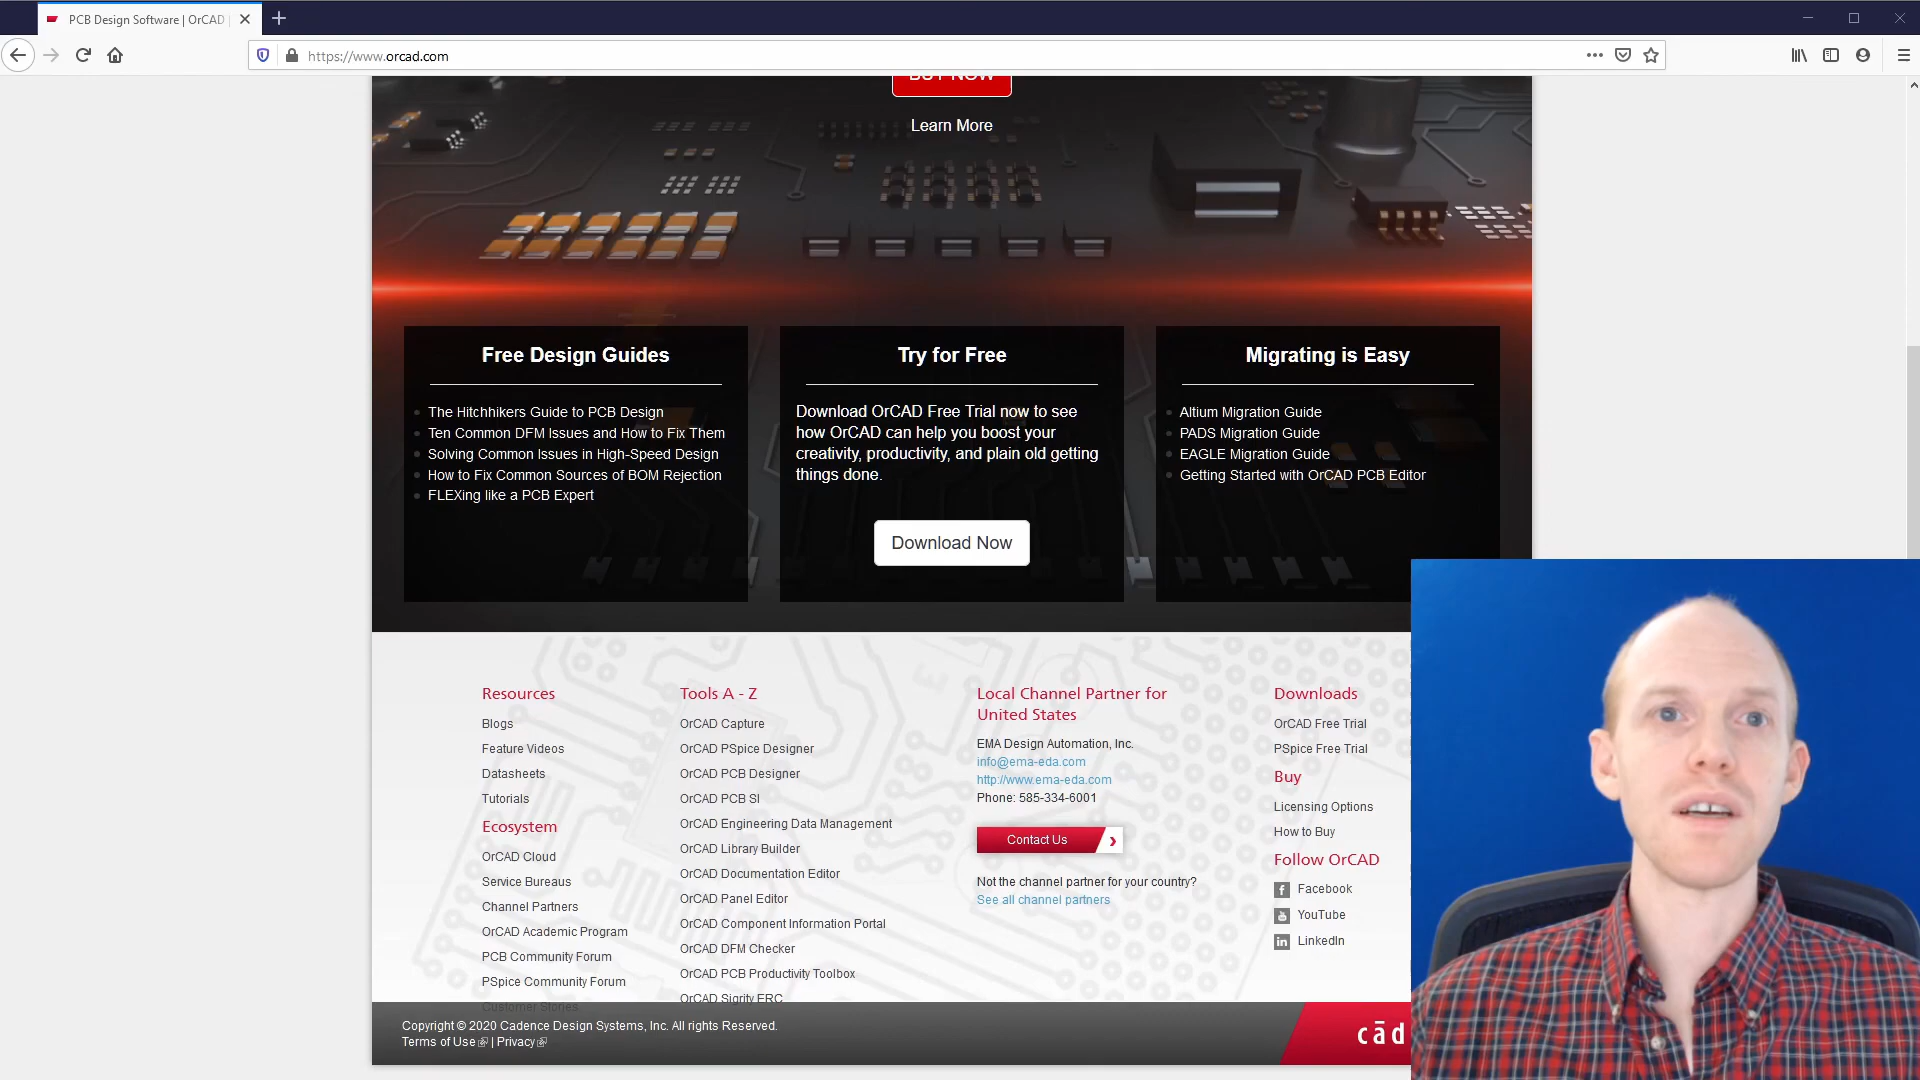 PCB Design Software | OrCAD
https://www.orcad.com
BUY NOW
Learn More
Free Design Guides
The Hitchhikers Guide to PCB Design
Ten Common DFM Issues and How to Fix Them
Solving Common Issues in High-Speed Design
How to Fix Common Sources of BOM Rejection
FLEXing like a PCB Expert
Try for Free
Download OrCAD Free Trial now to see
how OrCAD can help you boost your
creativity, productivity, and plain old getting
things done.
Download Now
Migrating is Easy
Altium Migration Guide
PADS Migration Guide
EAGLE Migration Guide
Getting Started with OrCAD PCB Editor
Resources
Blogs
Feature Videos
Datasheets
Tutorials
Ecosystem
OrCAD Cloud
Service Bureaus
Channel Partners
OrCAD Academic Program
PCB Community Forum
PSpice Community Forum
Customer Stories
Tools A - Z
OrCAD Capture
OrCAD PSpice Designer
OrCAD PCB Designer
OrCAD PCB SI
OrCAD Engineering Data Management
OrCAD Library Builder
OrCAD Documentation Editor
OrCAD Panel Editor
OrCAD Component Information Portal
OrCAD DFM Checker
OrCAD PCB Productivity Toolbox
OrCAD Sigrity ERC
Local Channel Partner for
United States
EMA Design Automation, Inc.
info@ema-eda.com
http://www.ema-eda.com
Phone: 585-334-6001
Contact Us
Not the channel partner for your country?
See all channel partners
Downloads
OrCAD Free Trial
PSpice Free Trial
Buy
Licensing Options
How to Buy
Follow OrCAD
Facebook
YouTube
LinkedIn
Copyright © 2020 Cadence Design Systems, Inc. All rights Reserved.
Terms of Use | Privacy
cād